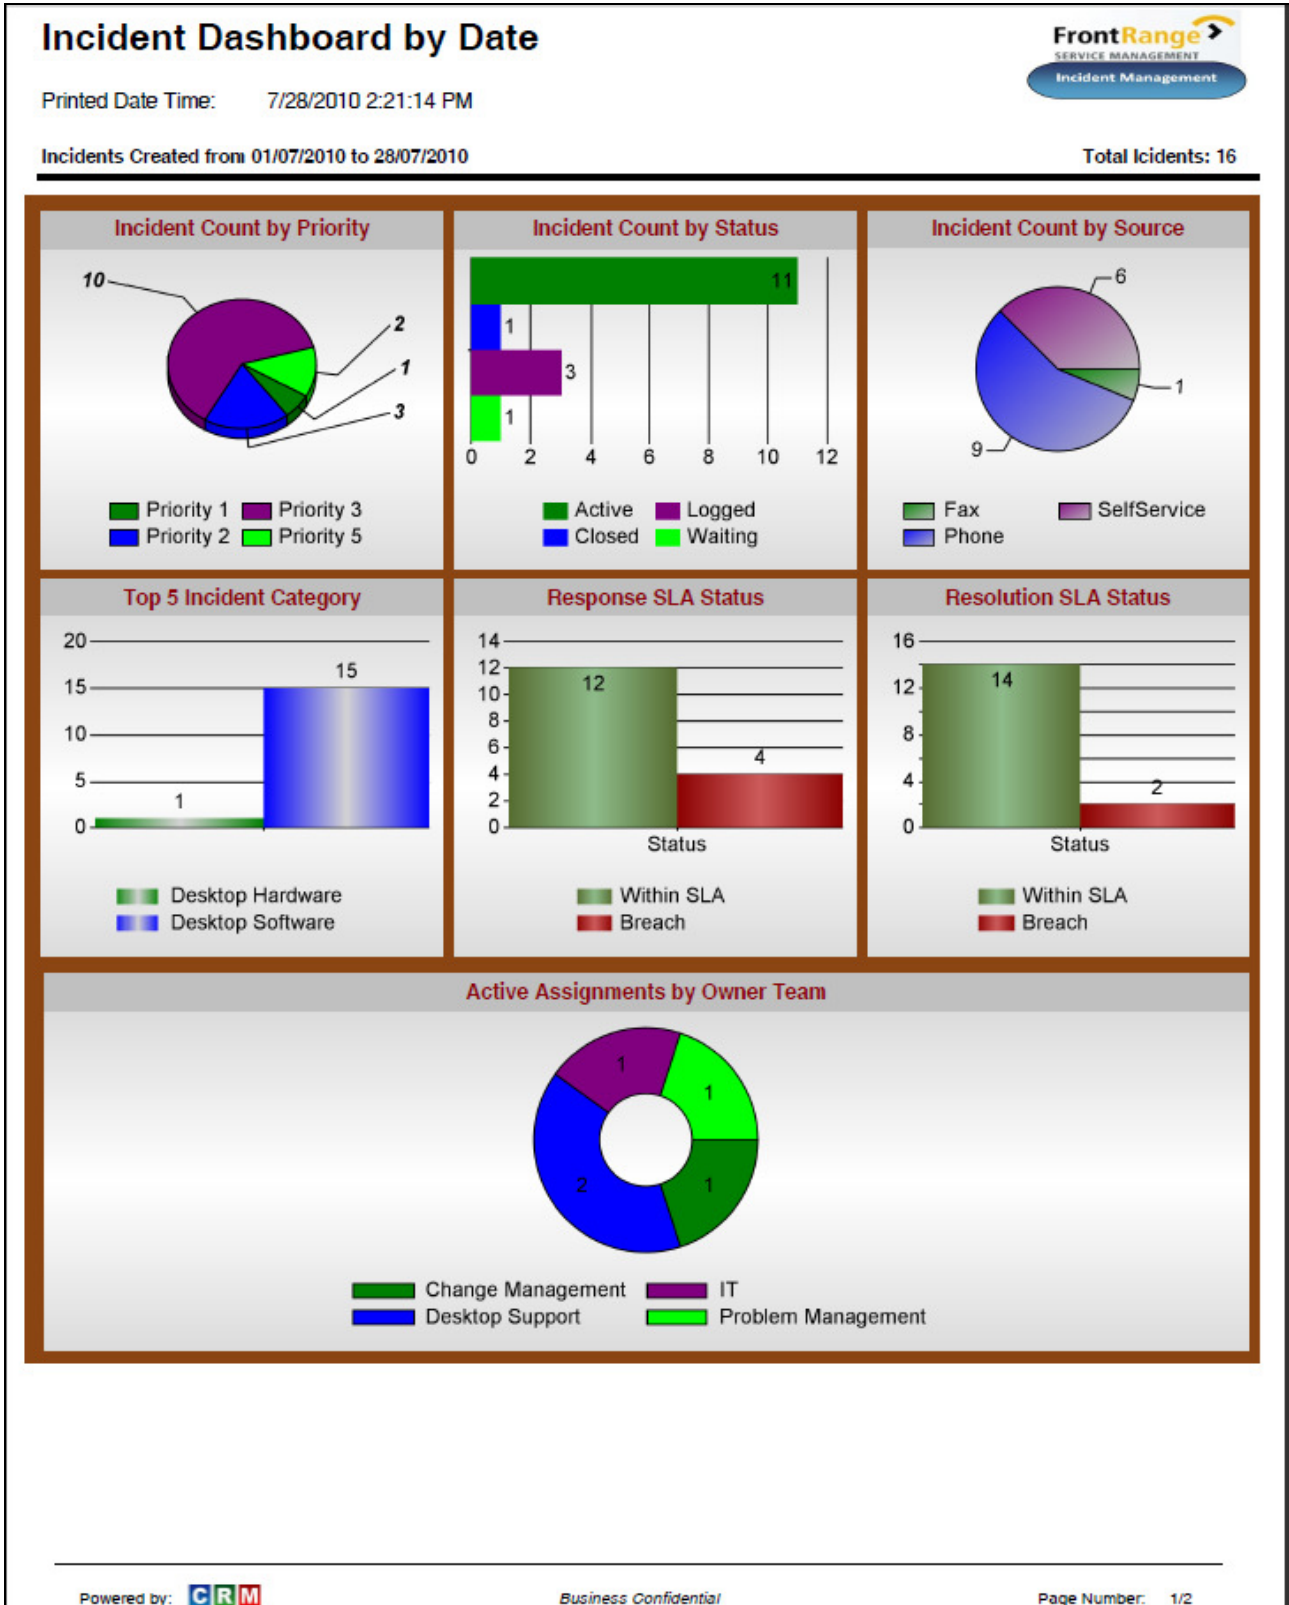 Incident Dashboard by Date
FrontRange
SERVICE MANAGEMENT
Incident Management
Printed Date Time: 7/28/2010 2:21:14 PM
Incidents Created from 01/07/2010 to 28/07/2010 Total Icidents: 16
Incident Count by Priority
10
2
1
3
Priority 1 Priority 3
Priority 2 Priority 5
Incident Count by Status
11
1
3
1
0 2 4 6 8 10 12
Active Logged
Closed Waiting
Incident Count by Source
6
1
9
Fax SelfService
Phone
Top 5 Incident Category
20
15
10
5
0
15
1
Desktop Hardware
Desktop Software
Response SLA Status
14
12
10
8
6
4
2
0
12
4
Status
Within SLA
Breach
Resolution SLA Status
16
12
8
4
0
14
2
Status
Within SLA
Breach
Active Assignments by Owner Team
1
1
2
1
Change Management IT
Desktop Support Problem Management
Powered by: CRM Business Confidential Page Number: 1/2